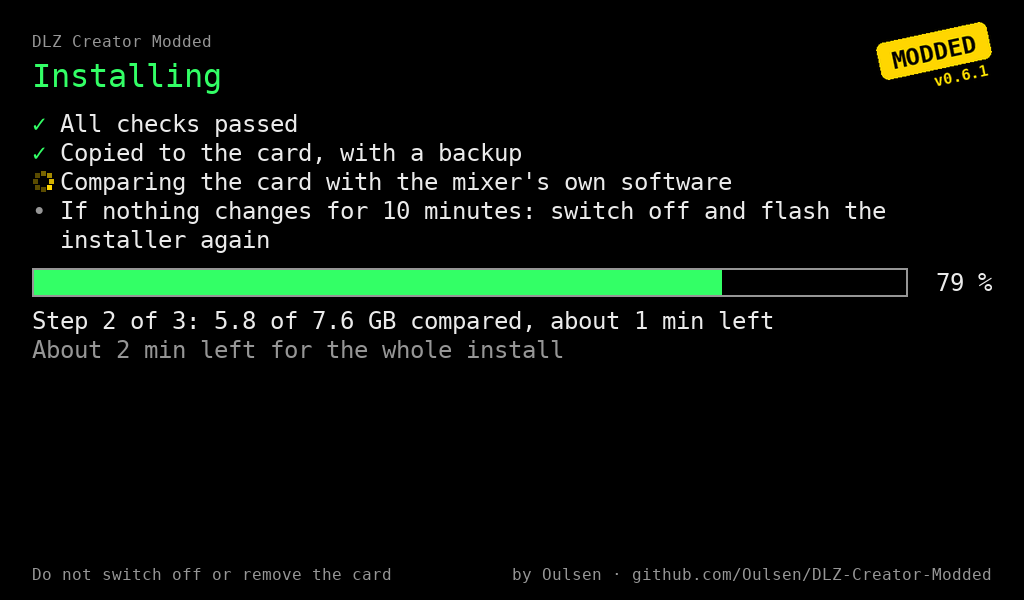 DLZ Creator Modded
Installing
MODDED
v0.6.1
✓ All checks passed
✓ Copied to the card, with a backup
Comparing the card with the mixer's own software
• If nothing changes for 10 minutes: switch off and flash the
installer again
79 %
Step 2 of 3: 5.8 of 7.6 GB compared, about 1 min left
About 2 min left for the whole install
Do not switch off or remove the card
by Oulsen · github.com/Oulsen/DLZ-Creator-Modded